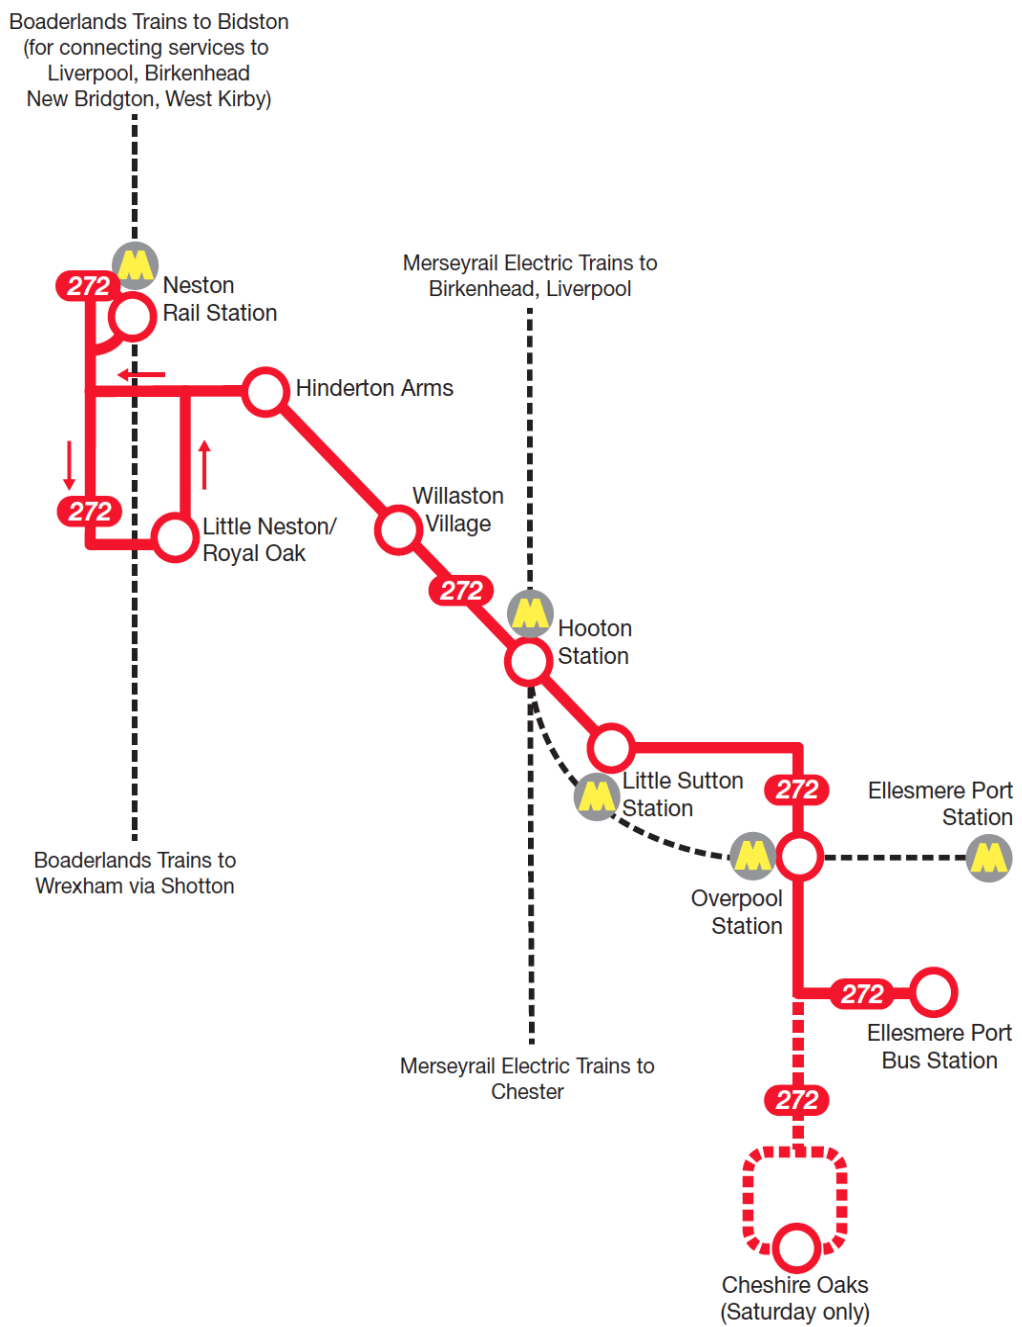 Boaderlands Trains to Bidston
(for connecting services to
Liverpool, Birkenhead
New Bridgton, West Kirby)
Merseyrail Electric Trains to
Birkenhead, Liverpool
272
Neston
Rail Station
Hinderton Arms
Willaston
Village
272
Little Neston/
Royal Oak
272
Hooton
Station
Little Sutton
Station
272
Ellesmere Port
Station
Boaderlands Trains to
Wrexham via Shotton
Overpool
Station
272
Ellesmere Port
Bus Station
Merseyrail Electric Trains to
Chester
272
Cheshire Oaks
(Saturday only)